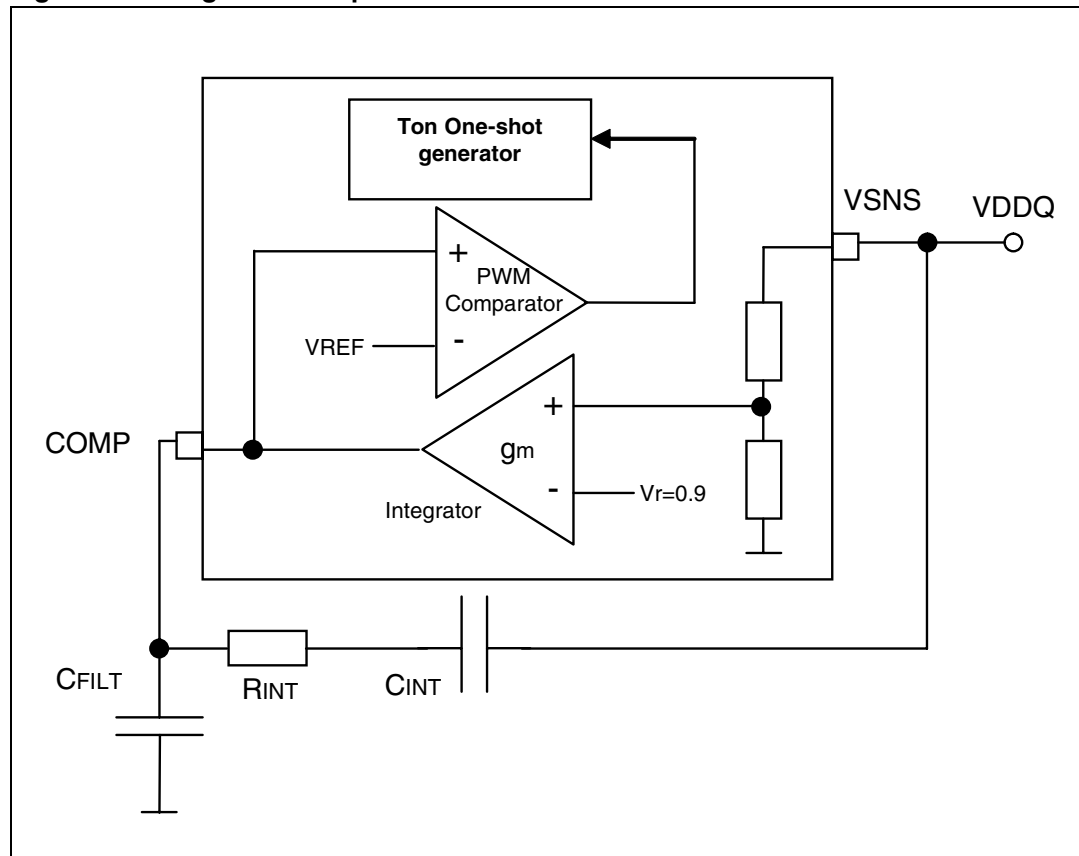 Ton One-shot
generator
VSNS
VDDQ
+
PWM
Comparator
VREF
-
+
COMP
gm
-
Vr=0.9
Integrator
CFILT
RINT
CINT